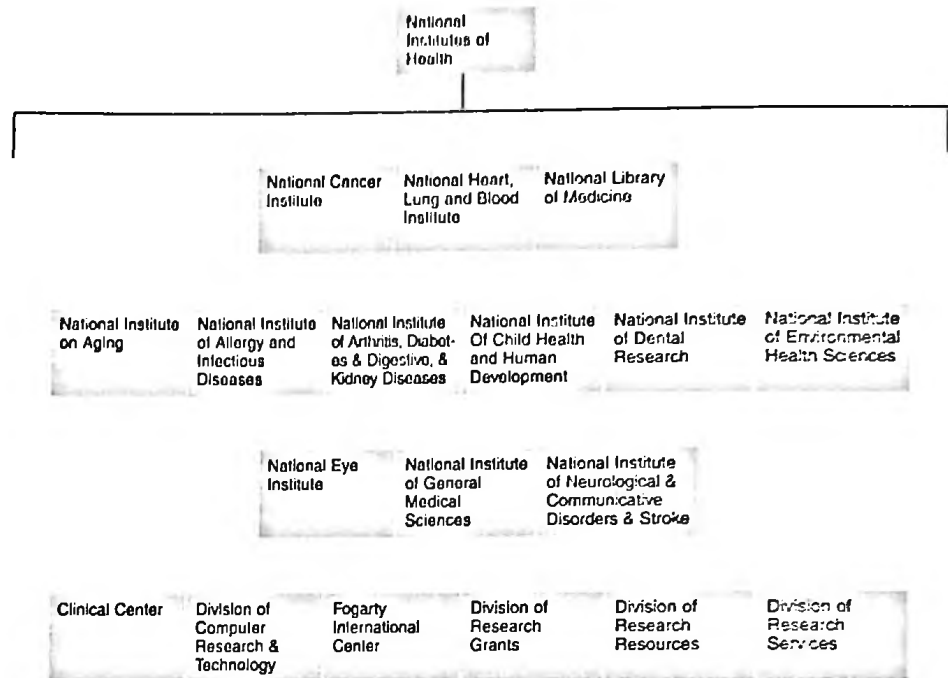 National
Institutes of
Health
National Cancer
Institute
National Heart,
Lung and Blood
Institute
National Library
of Medicine
National Institute
on Aging
National Institute
of Allergy and
Infectious
Diseases
National Institute
of Arthritis, Diabet-
es & Digestive, &
Kidney Diseases
National Institute
Of Child Health
and Human
Development
National Institute
of Dental
Research
National Institute
of Environmental
Health Sciences
National Eye
Institute
National Institute
of General
Medical
Sciences
National Institute
of Neurological &
Communicative
Disorders & Stroke
Clinical Center
Division of
Computer
Research &
Technology
Fogarty
International
Center
Division of
Research
Grants
Division of
Research
Resources
Division of
Research
Services